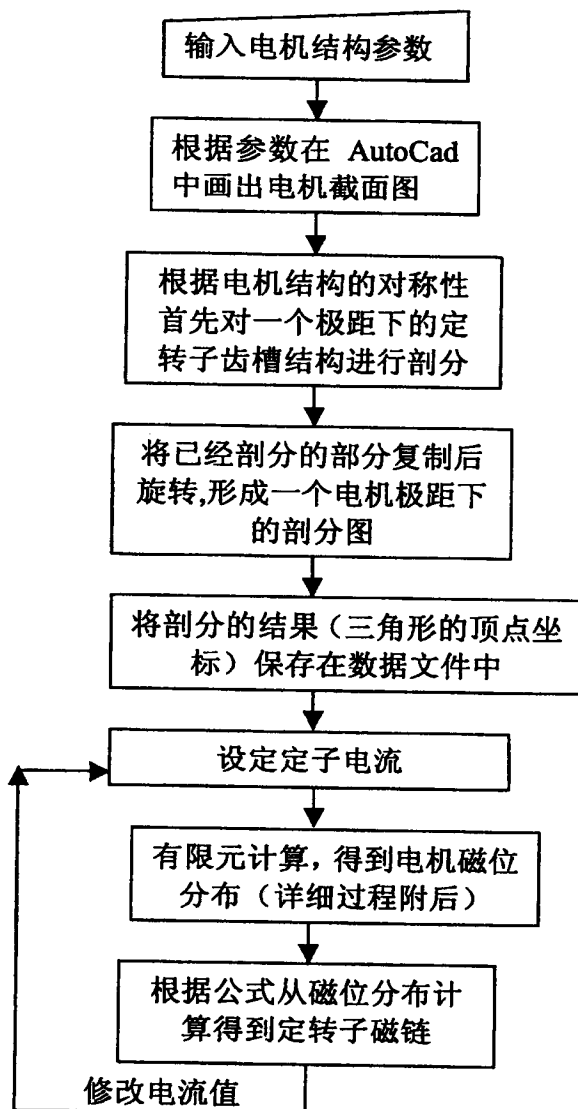 输入电机结构参数
根据参数在 AutoCad
中画出电机截面图
根据电机结构的对称性
首先对一个极距下的定
转子齿槽结构进行剖分
将已经剖分的部分复制后
旋转,形成一个电机极距下
的剖分图
将剖分的结果（三角形的顶点坐
标）保存在数据文件中
设定定子电流
有限元计算，得到电机磁位
分布（详细过程附后）
根据公式从磁位分布计
算得到定转子磁链
修改电流值